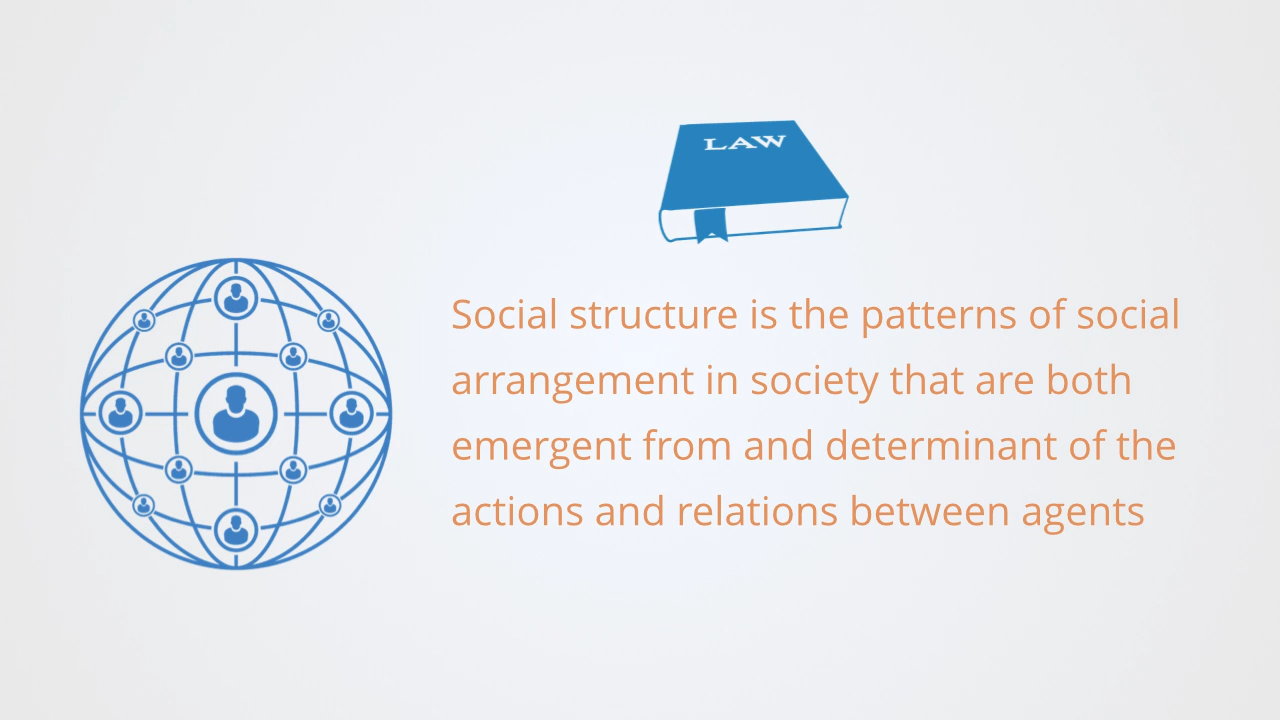 LAW
Social structure is the patterns of social
arrangement in society that are both
emergent from and determinant of the
actions and relations between agents